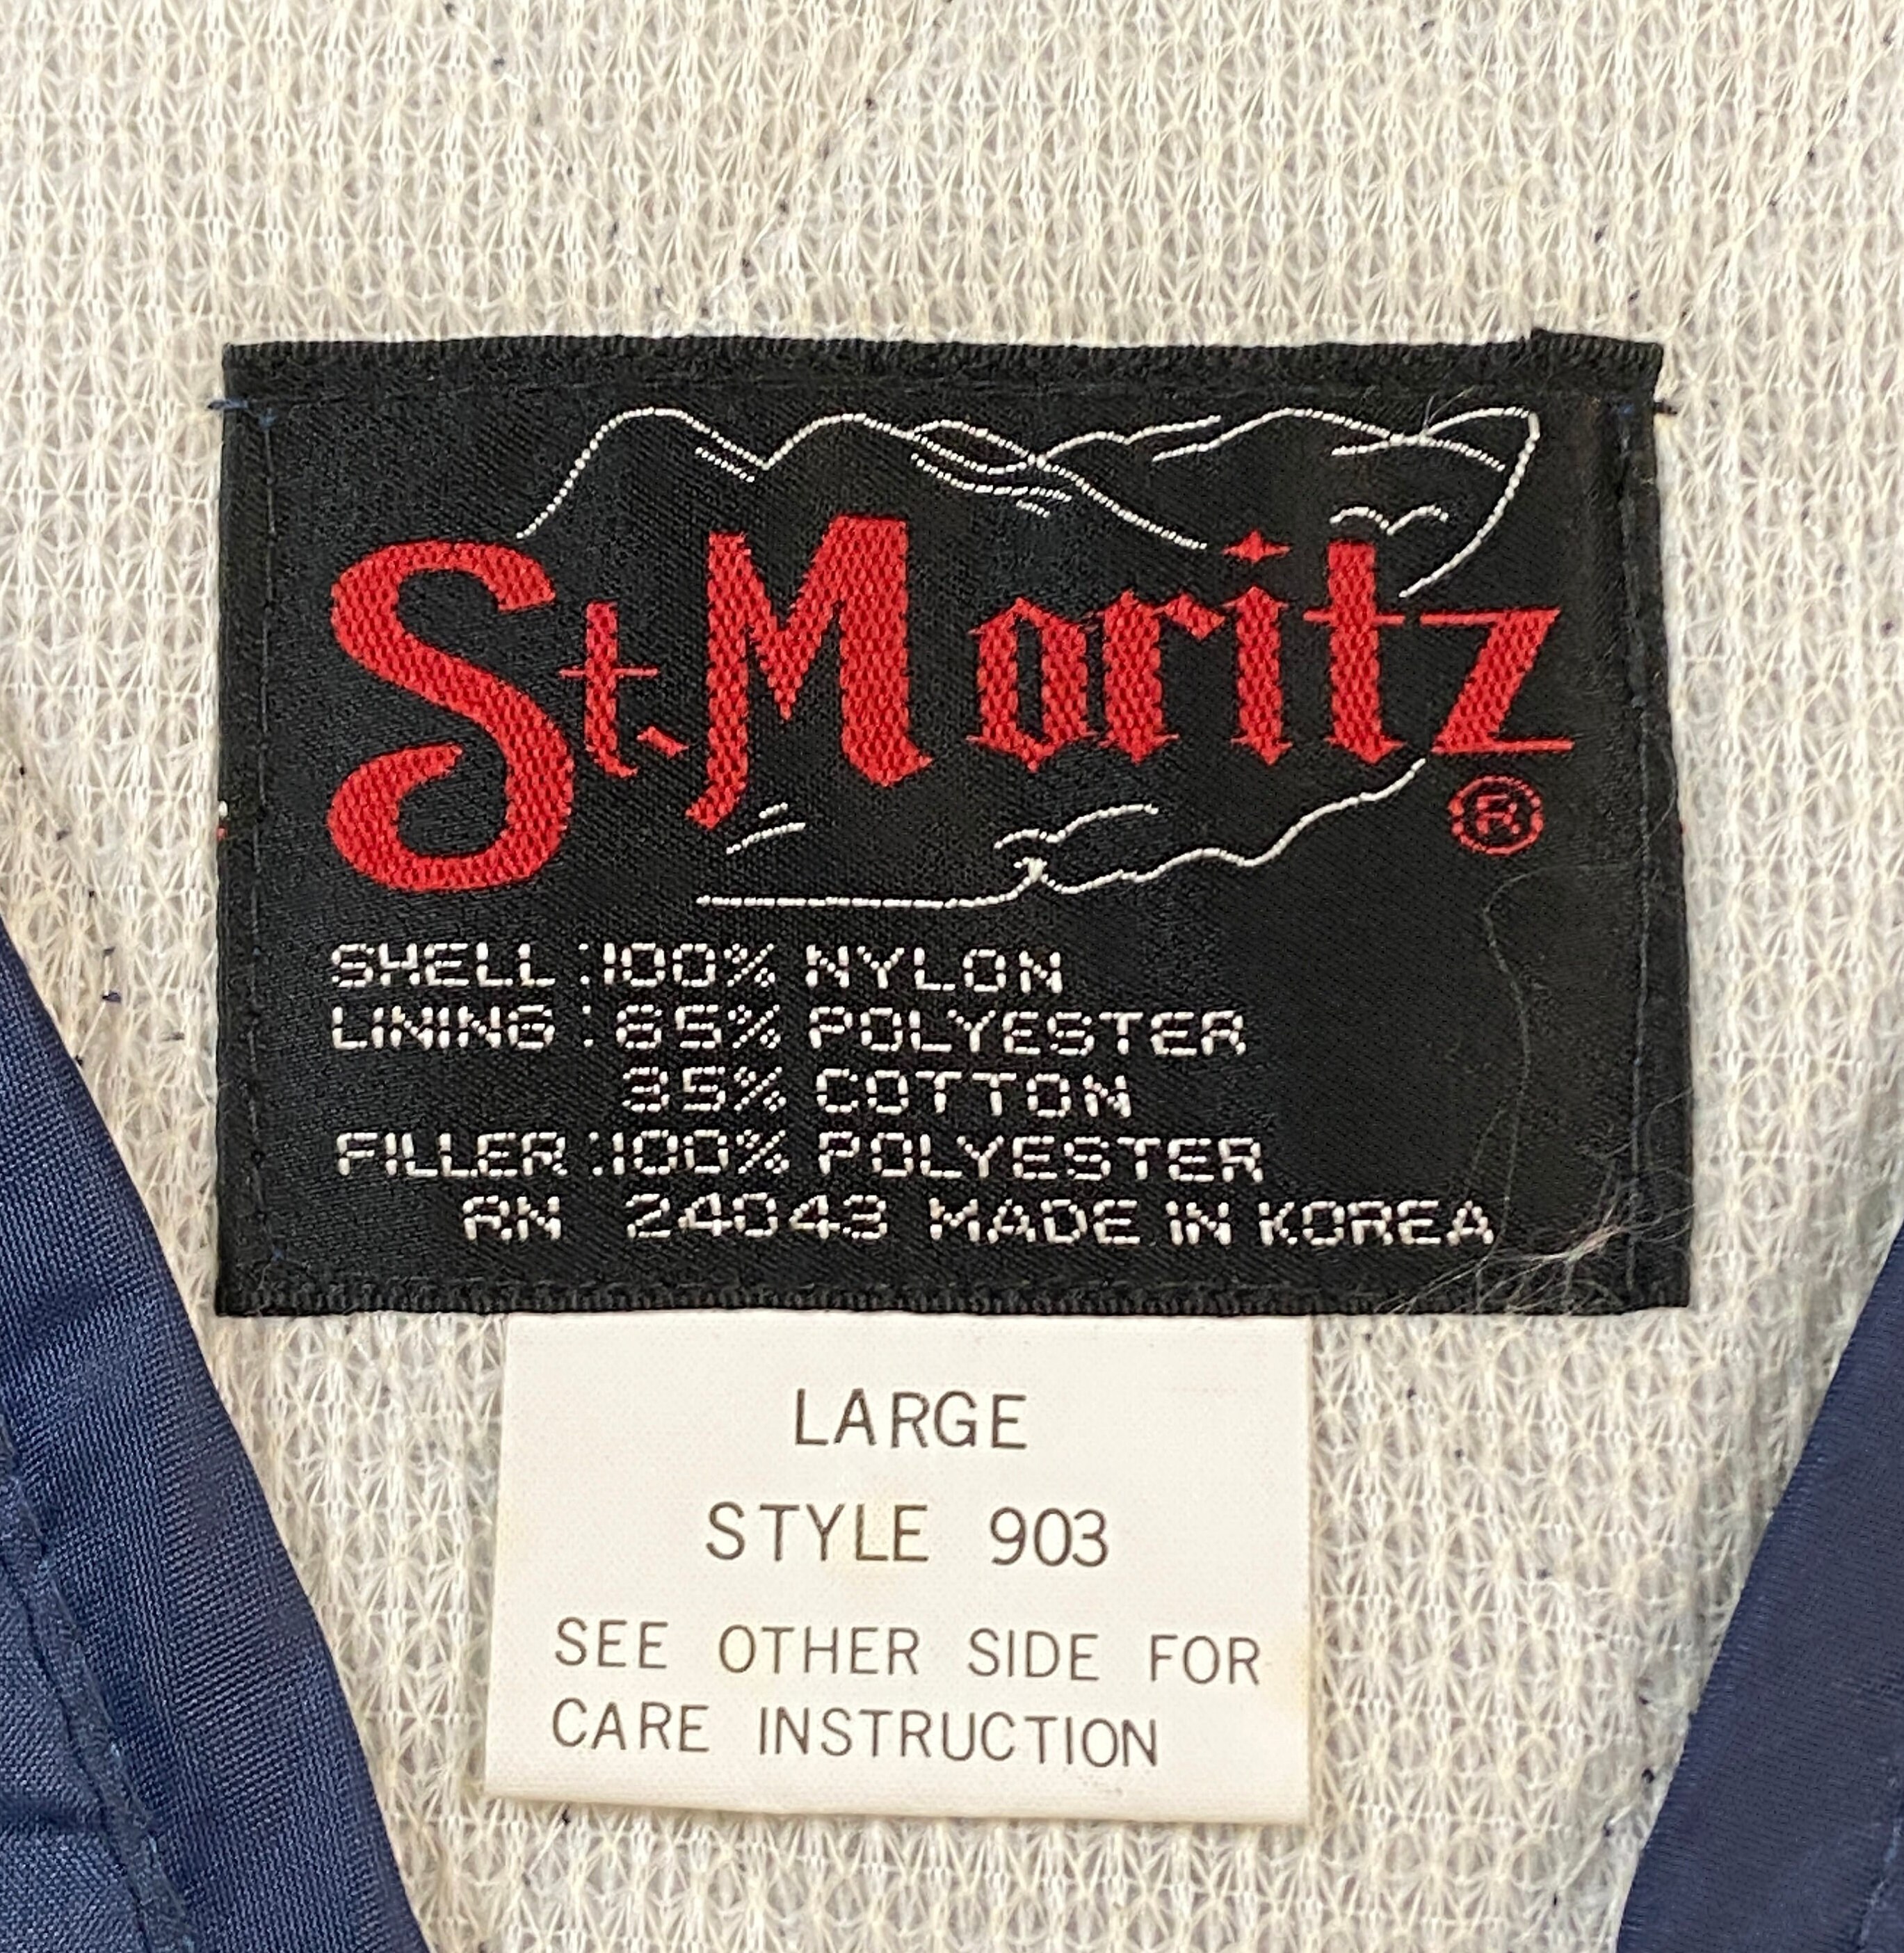 St. Moritz
®
SHELL :100% NYLON
LINING : 65% POLYESTER
35% COTTON
FILLER :100% POLYESTER
RN 24043 MADE IN KOREA
LARGE
STYLE 903
SEE OTHER SIDE FOR
CARE INSTRUCTION